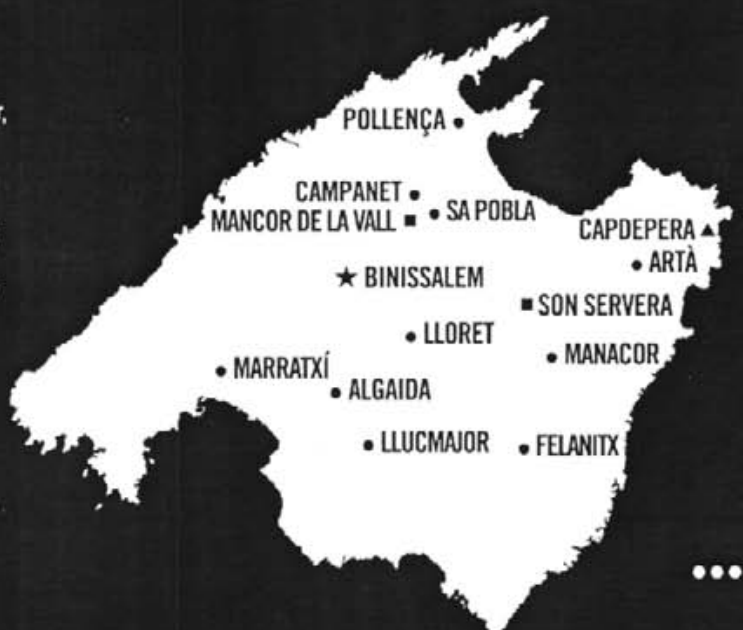 POLLENÇA
CAMPANET
SA POBLA
MANCOR DE LA VALL
CAPDEPERA
ARTÀ
BINISSALEM
SON SERVERA
LLORET
MANACOR
MARRATXÍ
ALGAIDA
LLUCMAJOR
FELANITX